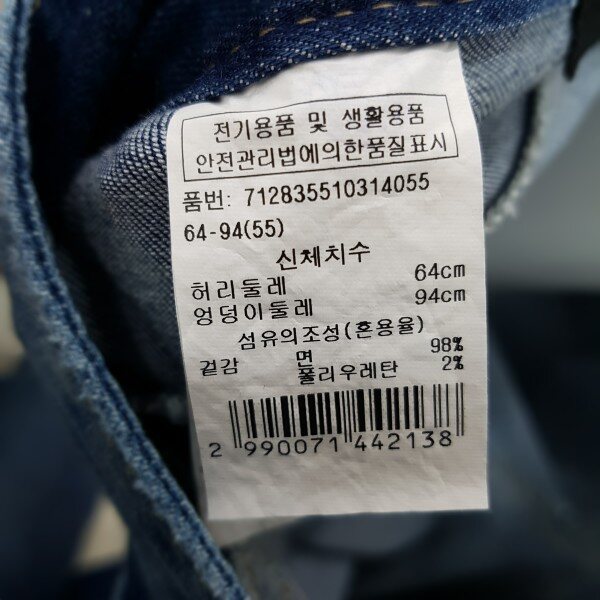 전기용품 및 생활용품
안전관리법에의한품질표시
품번: 712835510314055
64-94(55)
신체치수
허리둘레 64cm
엉덩이둘레 94cm
섬유의조성(혼용율)
겉감 면 98%
폴리우레탄 2%
2 990071 442138